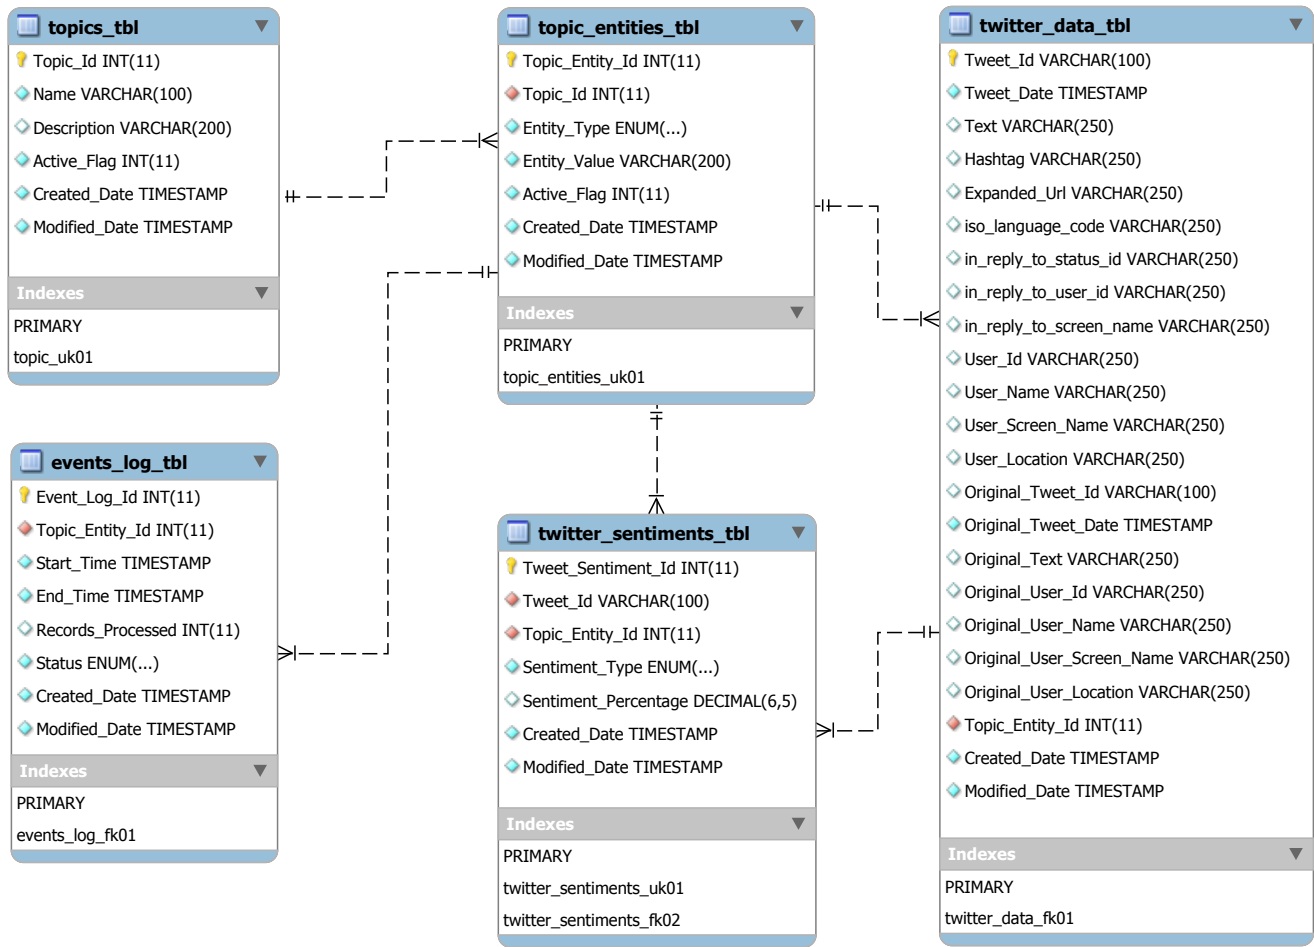 topics_tbl
Topic_Id INT(11)
Name VARCHAR(100)
Description VARCHAR(200)
Active_Flag INT(11)
Created_Date TIMESTAMP
Modified_Date TIMESTAMP
Indexes
PRIMARY
topic_uk01
topic_entities_tbl
Topic_Entity_Id INT(11)
Topic_Id INT(11)
Entity_Type ENUM(...)
Entity_Value VARCHAR(200)
Active_Flag INT(11)
Created_Date TIMESTAMP
Modified_Date TIMESTAMP
Indexes
PRIMARY
topic_entities_uk01
twitter_data_tbl
Tweet_Id VARCHAR(100)
Tweet_Date TIMESTAMP
Text VARCHAR(250)
Hashtag VARCHAR(250)
Expanded_Url VARCHAR(250)
iso_language_code VARCHAR(250)
in_reply_to_status_id VARCHAR(250)
in_reply_to_user_id VARCHAR(250)
in_reply_to_screen_name VARCHAR(250)
User_Id VARCHAR(250)
User_Name VARCHAR(250)
User_Screen_Name VARCHAR(250)
User_Location VARCHAR(250)
Original_Tweet_Id VARCHAR(100)
Original_Tweet_Date TIMESTAMP
Original_Text VARCHAR(250)
Original_User_Id VARCHAR(250)
Original_User_Name VARCHAR(250)
Original_User_Screen_Name VARCHAR(250)
Original_User_Location VARCHAR(250)
Topic_Entity_Id INT(11)
Created_Date TIMESTAMP
Modified_Date TIMESTAMP
Indexes
PRIMARY
twitter_data_fk01
events_log_tbl
Event_Log_Id INT(11)
Topic_Entity_Id INT(11)
Start_Time TIMESTAMP
End_Time TIMESTAMP
Records_Processed INT(11)
Status ENUM(...)
Created_Date TIMESTAMP
Modified_Date TIMESTAMP
Indexes
PRIMARY
events_log_fk01
twitter_sentiments_tbl
Tweet_Sentiment_Id INT(11)
Tweet_Id VARCHAR(100)
Topic_Entity_Id INT(11)
Sentiment_Type ENUM(...)
Sentiment_Percentage DECIMAL(6,5)
Created_Date TIMESTAMP
Modified_Date TIMESTAMP
Indexes
PRIMARY
twitter_sentiments_uk01
twitter_sentiments_fk02